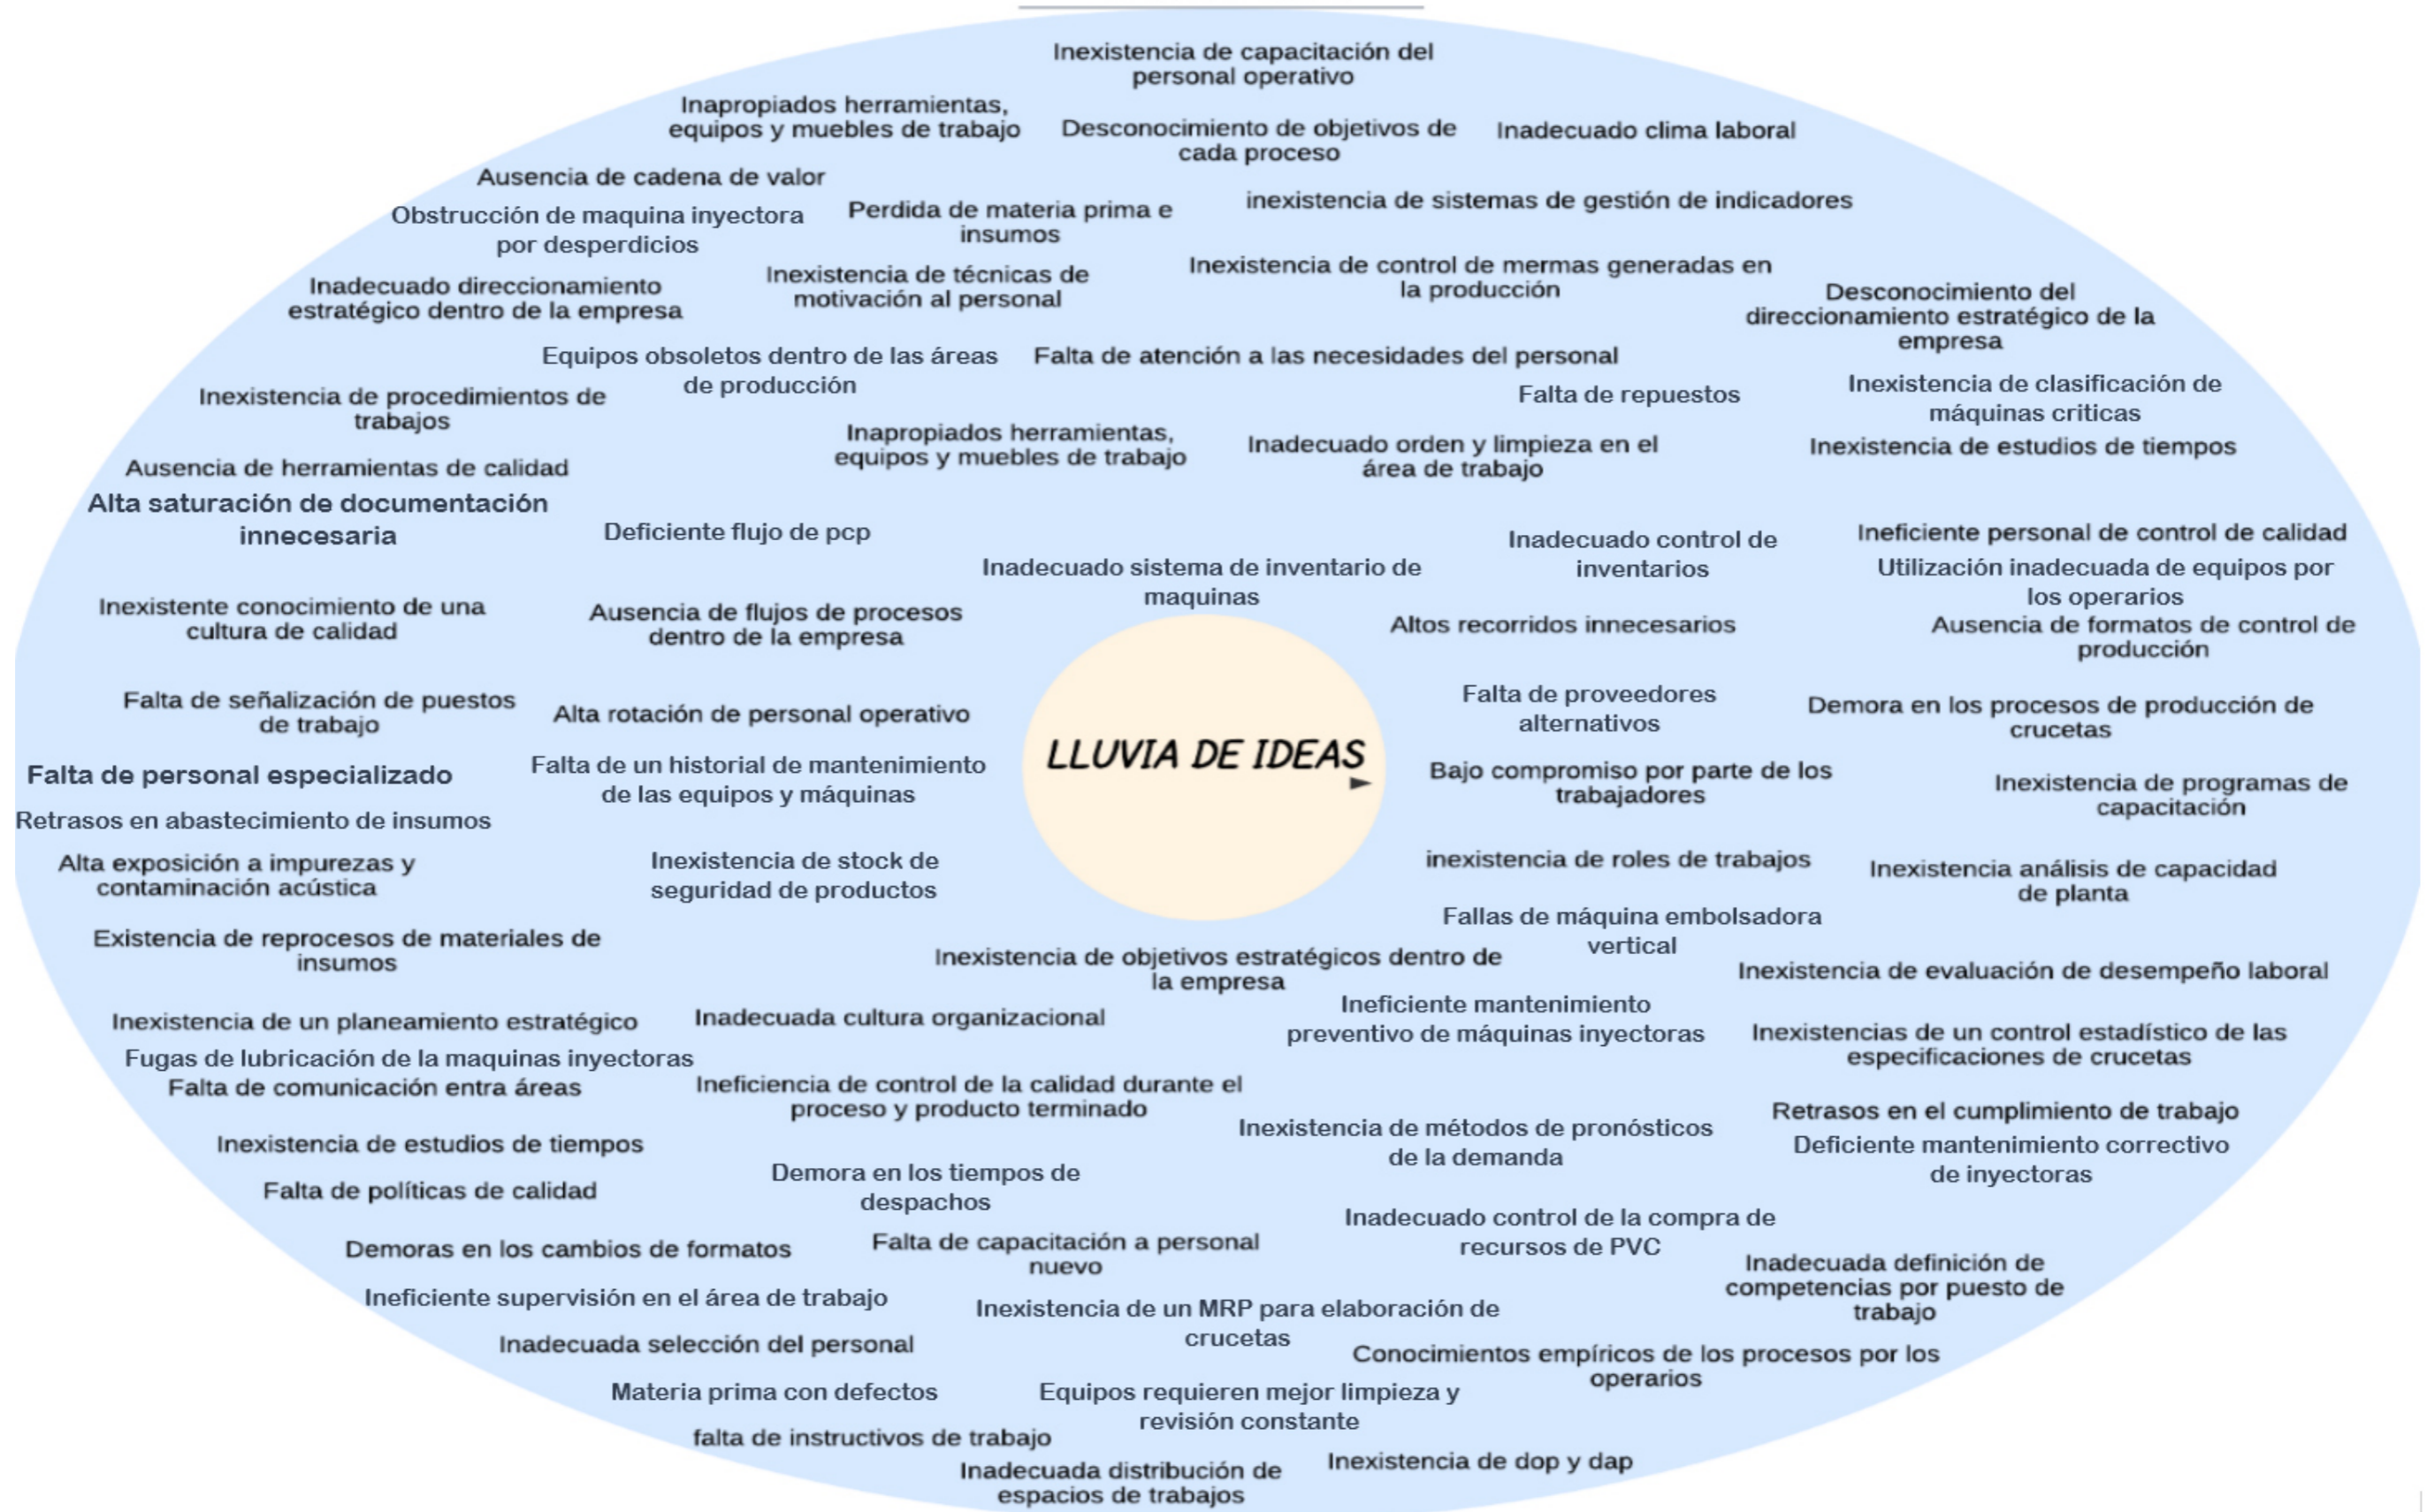 Inexistencia de capacitación del
personal operativo
Inapropiados herramientas,
equipos y muebles de trabajo
Desconocimiento de objetivos de
cada proceso
Inadecuado clima laboral
Ausencia de cadena de valor
Obstrucción de maquina inyectora
por desperdicios
Perdida de materia prima e
insumos
inexistencia de sistemas de gestión de indicadores
Inadecuado direccionamiento
estratégico dentro de la empresa
Inexistencia de técnicas de
motivación al personal
Inexistencia de control de mermas generadas en
la producción
Desconocimiento del
direccionamiento estratégico de la
empresa
Equipos obsoletos dentro de las áreas
de producción
Falta de atención a las necesidades del personal
Falta de repuestos
Inexistencia de clasificación de
máquinas criticas
Inexistencia de procedimientos de
trabajos
Inapropiados herramientas,
equipos y muebles de trabajo
Inadecuado orden y limpieza en el
área de trabajo
Inexistencia de estudios de tiempos
Ausencia de herramientas de calidad
Alta saturación de documentación
innecesaria
Deficiente flujo de pcp
Inadecuado sistema de inventario de
maquinas
Inadecuado control de
inventarios
Ineficiente personal de control de calidad
Utilización inadecuada de equipos por
los operarios
Inexistente conocimiento de una
cultura de calidad
Ausencia de flujos de procesos
dentro de la empresa
Altos recorridos innecesarios
Ausencia de formatos de control de
producción
Falta de señalización de puestos
de trabajo
Alta rotación de personal operativo
Falta de proveedores
alternativos
Demora en los procesos de producción de
crucetas
LLUVIA DE IDEAS
Falta de personal especializado
Falta de un historial de mantenimiento
de las equipos y máquinas
Bajo compromiso por parte de los
trabajadores
Inexistencia de programas de
capacitación
Retrasos en abastecimiento de insumos
Alta exposición a impurezas y
contaminación acústica
Inexistencia de stock de
seguridad de productos
inexistencia de roles de trabajos
Inexistencia análisis de capacidad
de planta
Fallas de máquina embolsadora
vertical
Existencia de reprocesos de materiales de
insumos
Inexistencia de objetivos estratégicos dentro de
la empresa
Inexistencia de evaluación de desempeño laboral
Inexistencia de un planeamiento estratégico
Inadecuada cultura organizacional
Ineficiente mantenimiento
preventivo de máquinas inyectoras
Inexistencias de un control estadístico de las
especificaciones de crucetas
Fugas de lubricación de la maquinas inyectoras
Falta de comunicación entra áreas
Ineficiencia de control de la calidad durante el
proceso y producto terminado
Inexistencia de métodos de pronósticos
de la demanda
Retrasos en el cumplimiento de trabajo
Deficiente mantenimiento correctivo
de inyectoras
Inexistencia de estudios de tiempos
Demora en los tiempos de
despachos
Falta de políticas de calidad
Inadecuado control de la compra de
recursos de PVC
Demoras en los cambios de formatos
Falta de capacitación a personal
nuevo
Inadecuada definición de
competencias por puesto de
trabajo
Ineficiente supervisión en el área de trabajo
Inexistencia de un MRP para elaboración de
crucetas
Inadecuada selección del personal
Conocimientos empíricos de los procesos por los
operarios
Materia prima con defectos
Equipos requieren mejor limpieza y
revisión constante
falta de instructivos de trabajo
Inexistencia de dop y dap
Inadecuada distribución de
espacios de trabajos